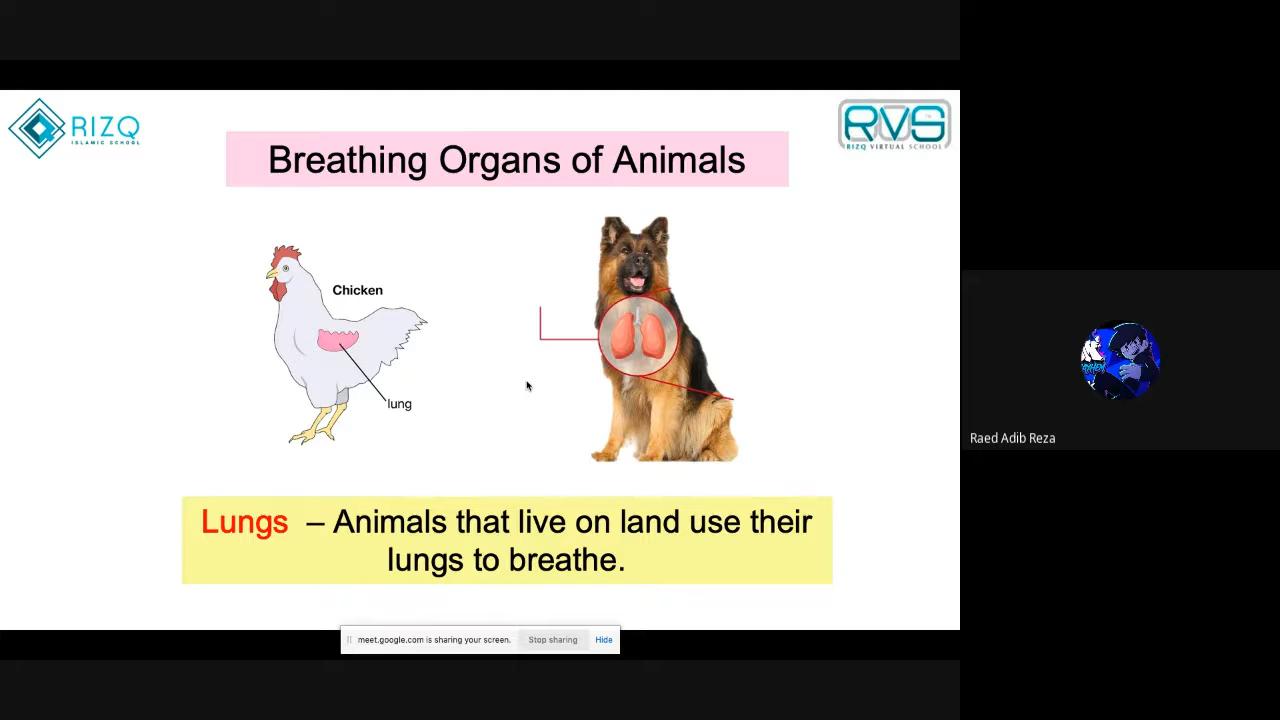 RIZQ
ISLAMIC SCHOOL
RVS
RIZQ VIRTUAL SCHOOL
Breathing Organs of Animals
Chicken
lung
Lungs – Animals that live on land use their
lungs to breathe.
Raed Adib Reza
meet.google.com is sharing your screen. Stop sharing Hide